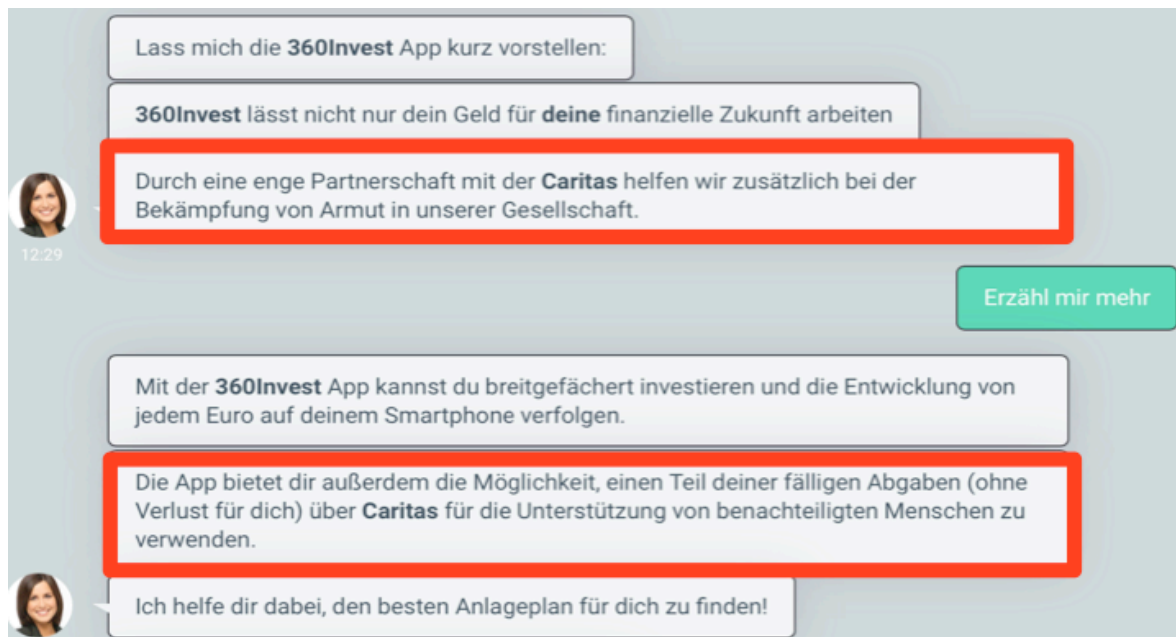 Lass mich die 360Invest App kurz vorstellen:
360Invest lässt nicht nur dein Geld für deine finanzielle Zukunft arbeiten
Durch eine enge Partnerschaft mit der Caritas helfen wir zusätzlich bei der
Bekämpfung von Armut in unserer Gesellschaft.
12:29
Erzähl mir mehr
Mit der 360Invest App kannst du breitgefächert investieren und die Entwicklung von
jedem Euro auf deinem Smartphone verfolgen.
Die App bietet dir außerdem die Möglichkeit, einen Teil deiner fälligen Abgaben (ohne
Verlust für dich) über Caritas für die Unterstützung von benachteiligten Menschen zu
verwenden.
Ich helfe dir dabei, den besten Anlageplan für dich zu finden!